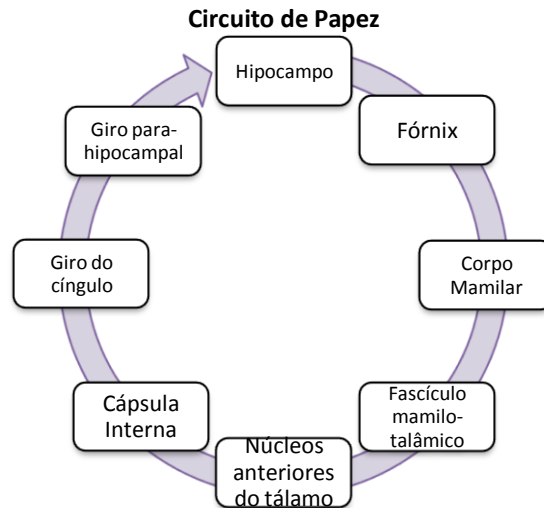 Circuito de Papez
Hipocampo
Fórnix
Corpo
Mamilar
Fascículo
mamilo-
talâmico
Núcleos
anteriores
do tálamo
Cápsula
Interna
Giro do
cíngulo
Giro para-
hipocampal